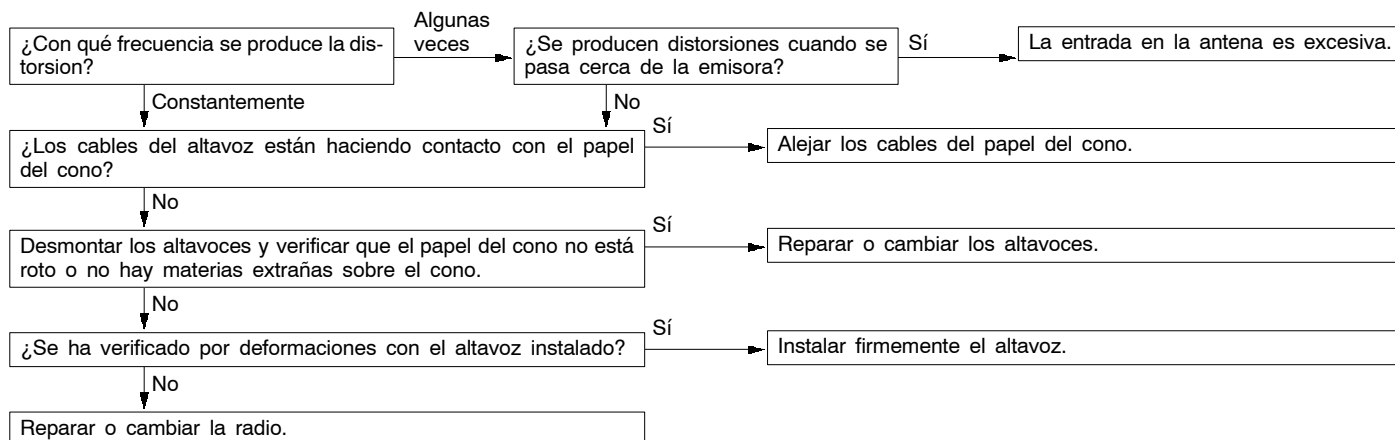 Algunas
veces
¿Con qué frecuencia se produce la dis-
torsion?
¿Se producen distorsiones cuando se
pasa cerca de la emisora?
Sí
La entrada en la antena es excesiva.
Constantemente
No
¿Los cables del altavoz están haciendo contacto con el papel
del cono?
Sí
Alejar los cables del papel del cono.
No
Desmontar los altavoces y verificar que el papel del cono no está
roto o no hay materias extrañas sobre el cono.
Sí
Reparar o cambiar los altavoces.
No
¿Se ha verificado por deformaciones con el altavoz instalado?
Sí
Instalar firmemente el altavoz.
No
Reparar o cambiar la radio.